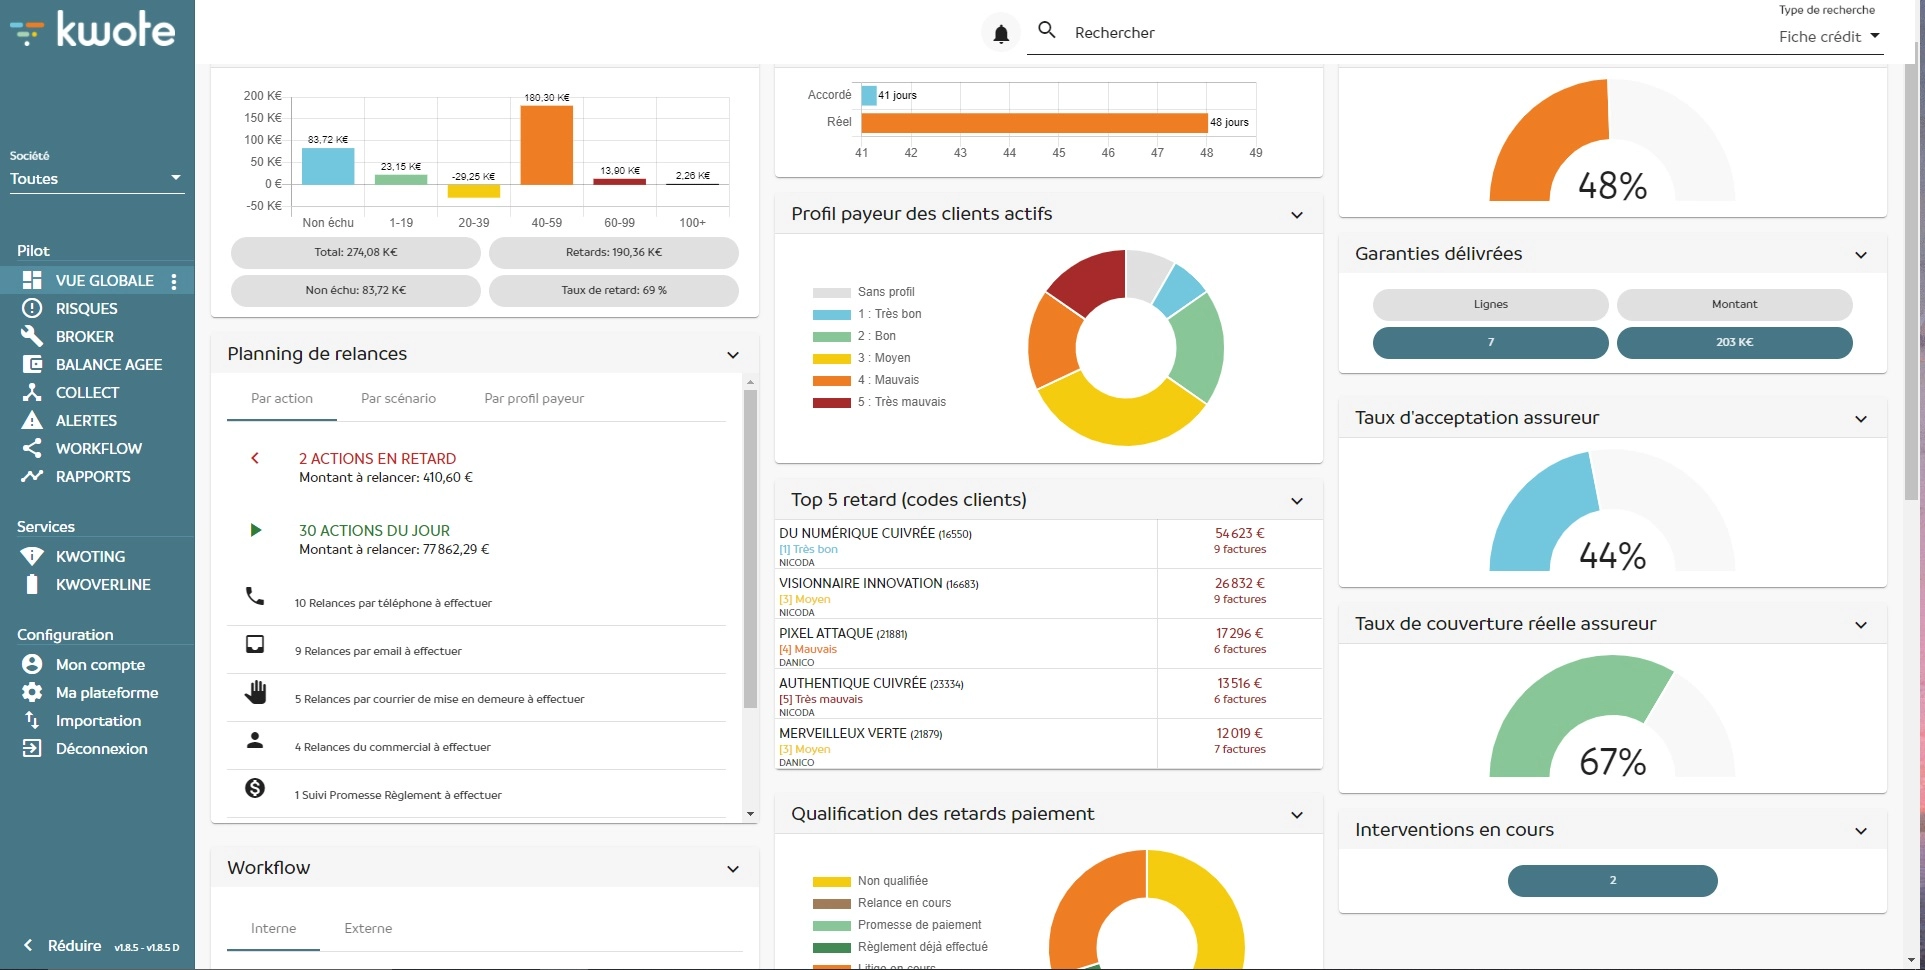 kwote
Société
Toutes
Pilot
VUE GLOBALE
RISQUES
BROKER
BALANCE AGEE
COLLECT
ALERTES
WORKFLOW
RAPPORTS
Services
KWOTING
KWOVERLINE
Configuration
Mon compte
Ma plateforme
Importation
Déconnexion
Réduire v1.8.5 - v1.8.5 D
Rechercher
Type de recherche
Fiche crédit
200 K€
150 K€
100 K€
50 K€
0 €
-50 K€
83,72 K€
23,15 K€
-29,25 K€
180,30 K€
13,90 K€
2,26 K€
Non échu 1-19 20-39 40-59 60-99 100+
Total: 274,08 K€
Retards: 190,36 K€
Non échu: 83,72 K€
Taux de retard: 69 %
Planning de relances
Par action Par scénario Par profil payeur
2 ACTIONS EN RETARD
Montant à relancer: 410,60 €
30 ACTIONS DU JOUR
Montant à relancer: 77 862,29 €
10 Relances par téléphone à effectuer
9 Relances par email à effectuer
5 Relances par courrier de mise en demeure à effectuer
4 Relances du commercial à effectuer
1 Suivi Promesse Règlement à effectuer
Workflow
Interne Externe
Accordé 41 jours
Réel 48 jours
41 42 43 44 45 46 47 48 49
Profil payeur des clients actifs
Sans profil
1 : Très bon
2 : Bon
3 : Moyen
4 : Mauvais
5 : Très mauvais
Top 5 retard (codes clients)
DU NUMÉRIQUE CUIVRÉE (16550) 54 623 €
[1] Très bon 9 factures
NICODA
VISIONNAIRE INNOVATION (16683) 26 832 €
[3] Moyen 9 factures
NICODA
PIXEL ATTAQUE (21881) 17 296 €
[4] Mauvais 6 factures
DANICO
AUTHENTIQUE CUIVRÉE (23334) 13 516 €
[5] Très mauvais 6 factures
NICODA
MERVEILLEUX VERTE (21879) 12 019 €
[3] Moyen 7 factures
DANICO
Qualification des retards paiement
Non qualifiée
Relance en cours
Promesse de paiement
Règlement déjà effectué
Litige en cours
48%
Garanties délivrées
Lignes Montant
7 203 K€
Taux d'acceptation assureur
44%
Taux de couverture réelle assureur
67%
Interventions en cours
2